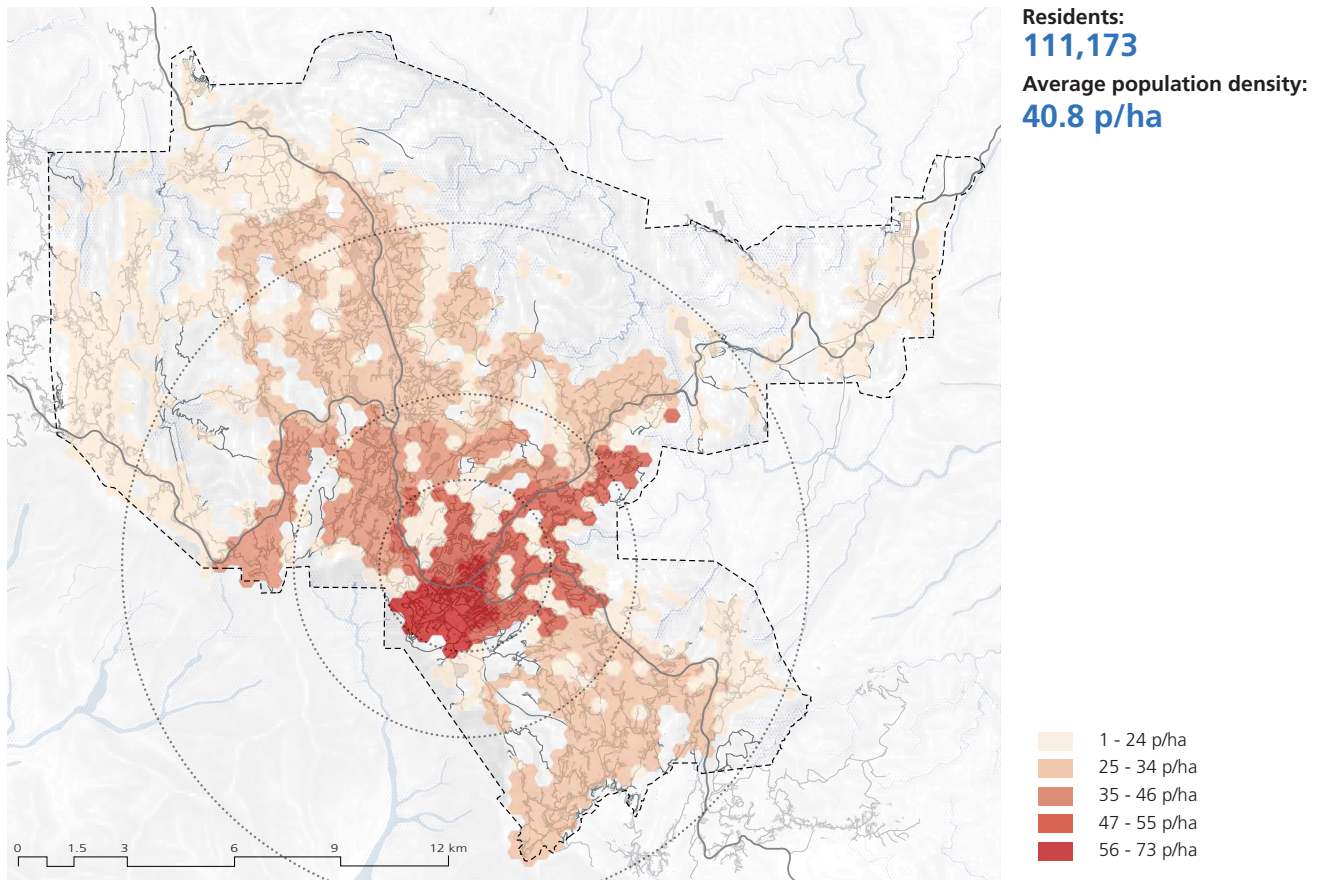 Residents:
111,173
Average population density:
40.8 p/ha
1 - 24 p/ha
25 - 34 p/ha
35 - 46 p/ha
47 - 55 p/ha
56 - 73 p/ha
0 1.5 3 6 9 12 km